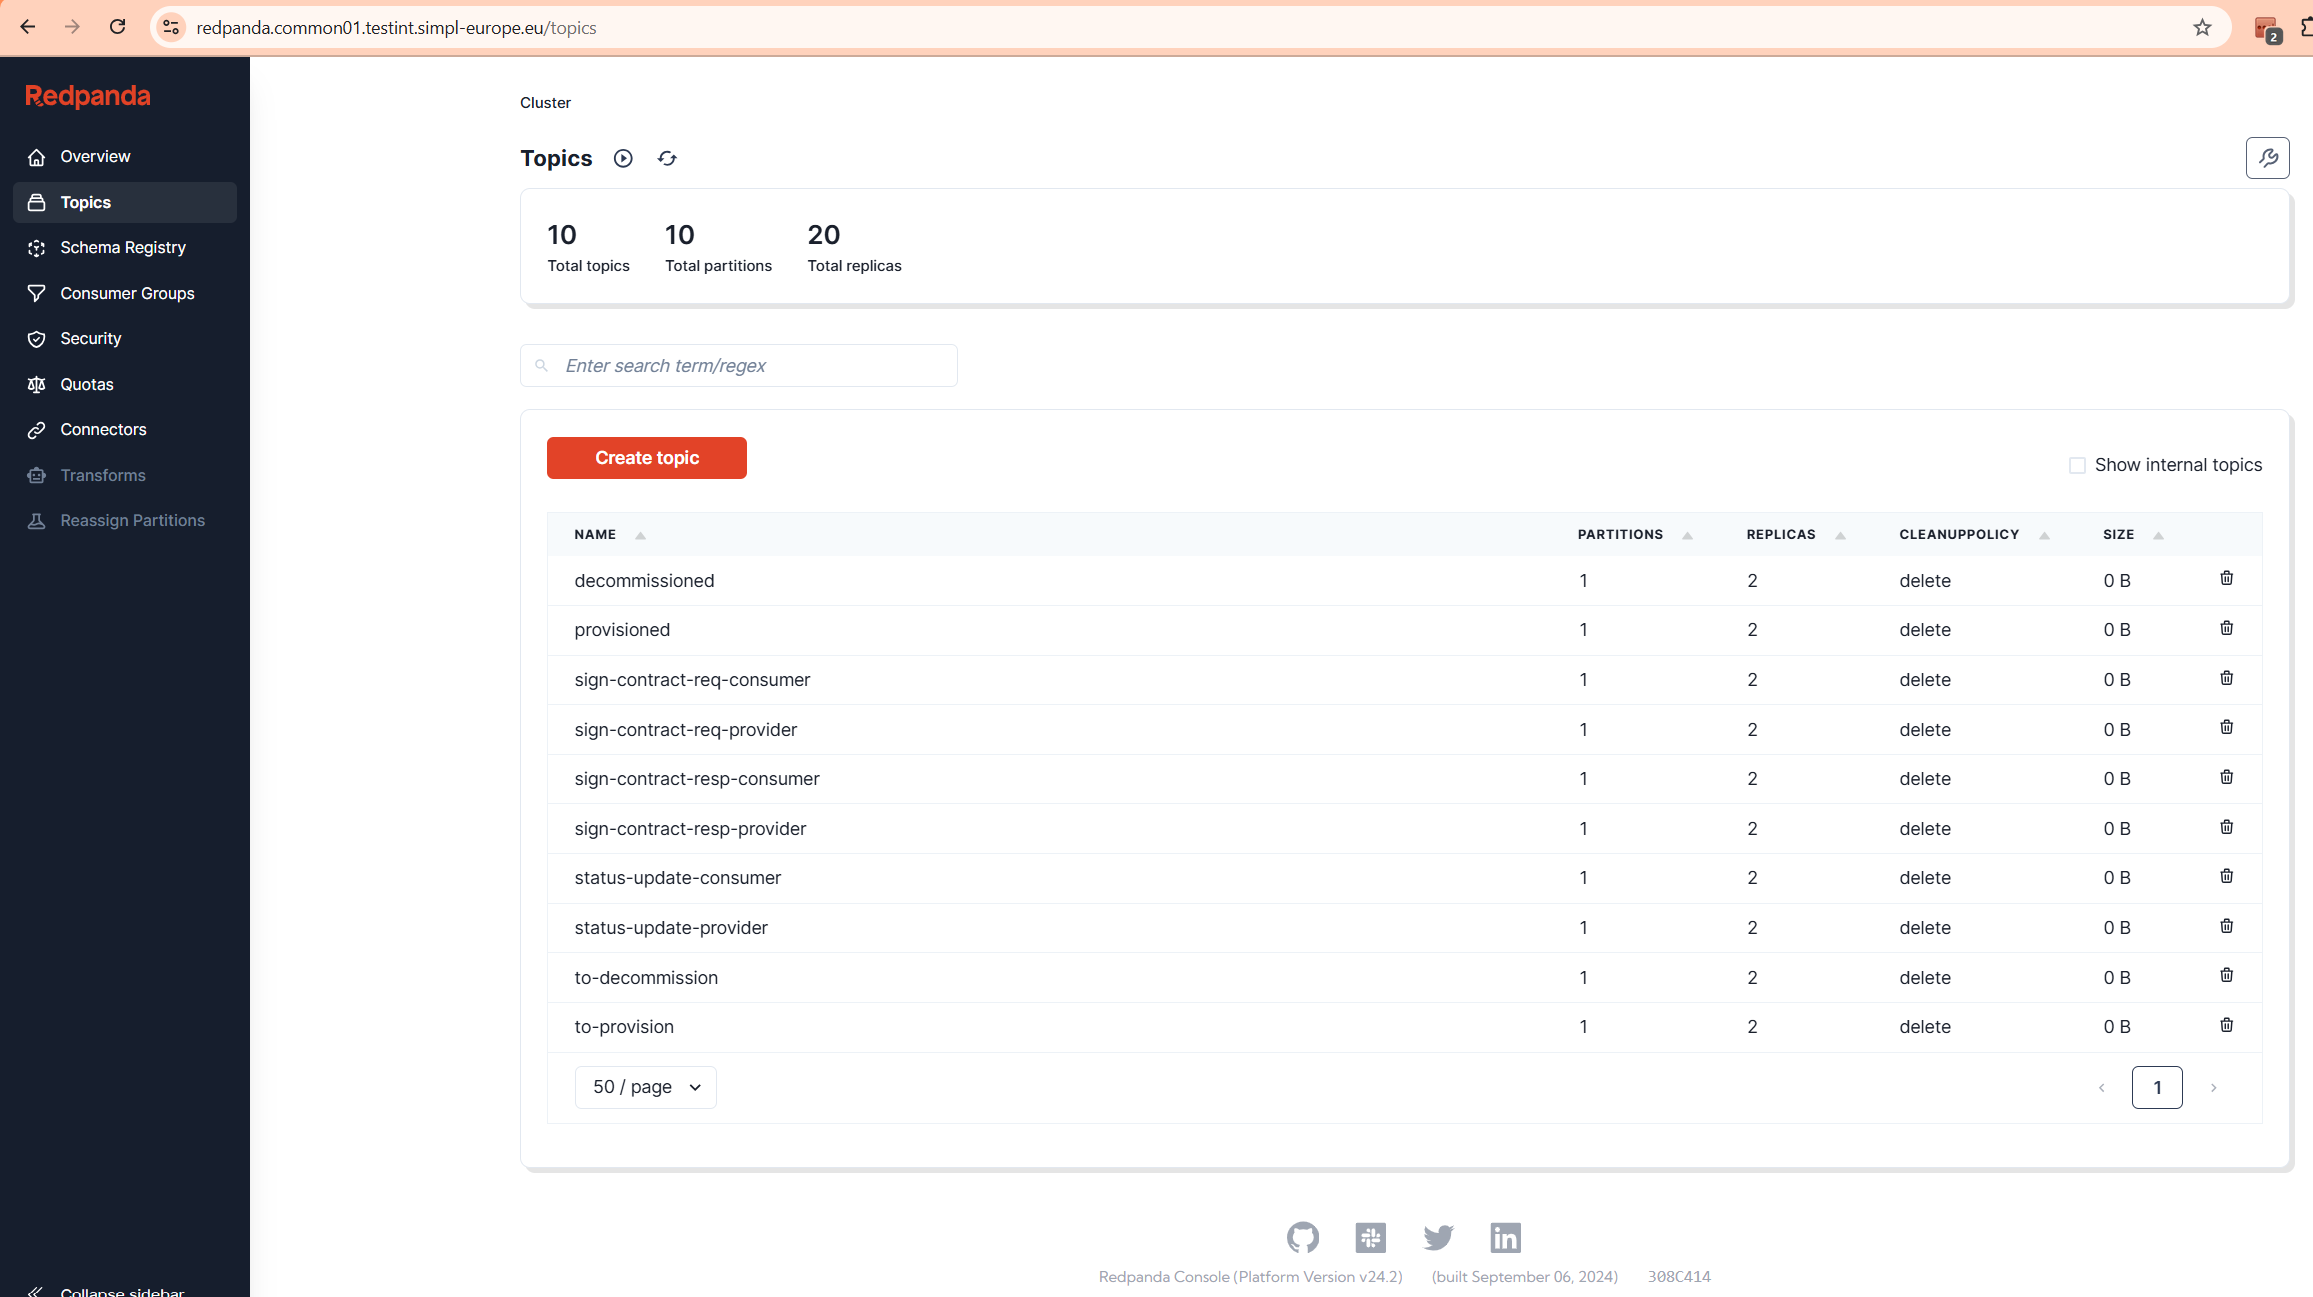 redpanda.common01.testint.simpl-europe.eu/topics
2
Redpanda
Overview
Topics
Schema Registry
Consumer Groups
Security
Quotas
Connectors
Transforms
Reassign Partitions
Collapse sidebar
Cluster
Topics
10 10 20
Total topics Total partitions Total replicas
Enter search term/regex
Create topic
Show internal topics
NAME PARTITIONS REPLICAS CLEANUPPOLICY SIZE
decommissioned 1 2 delete 0 B
provisioned 1 2 delete 0 B
sign-contract-req-consumer 1 2 delete 0 B
sign-contract-req-provider 1 2 delete 0 B
sign-contract-resp-consumer 1 2 delete 0 B
sign-contract-resp-provider 1 2 delete 0 B
status-update-consumer 1 2 delete 0 B
status-update-provider 1 2 delete 0 B
to-decommission 1 2 delete 0 B
to-provision 1 2 delete 0 B
50 / page 1
Redpanda Console (Platform Version v24.2) (built September 06, 2024) 308C414